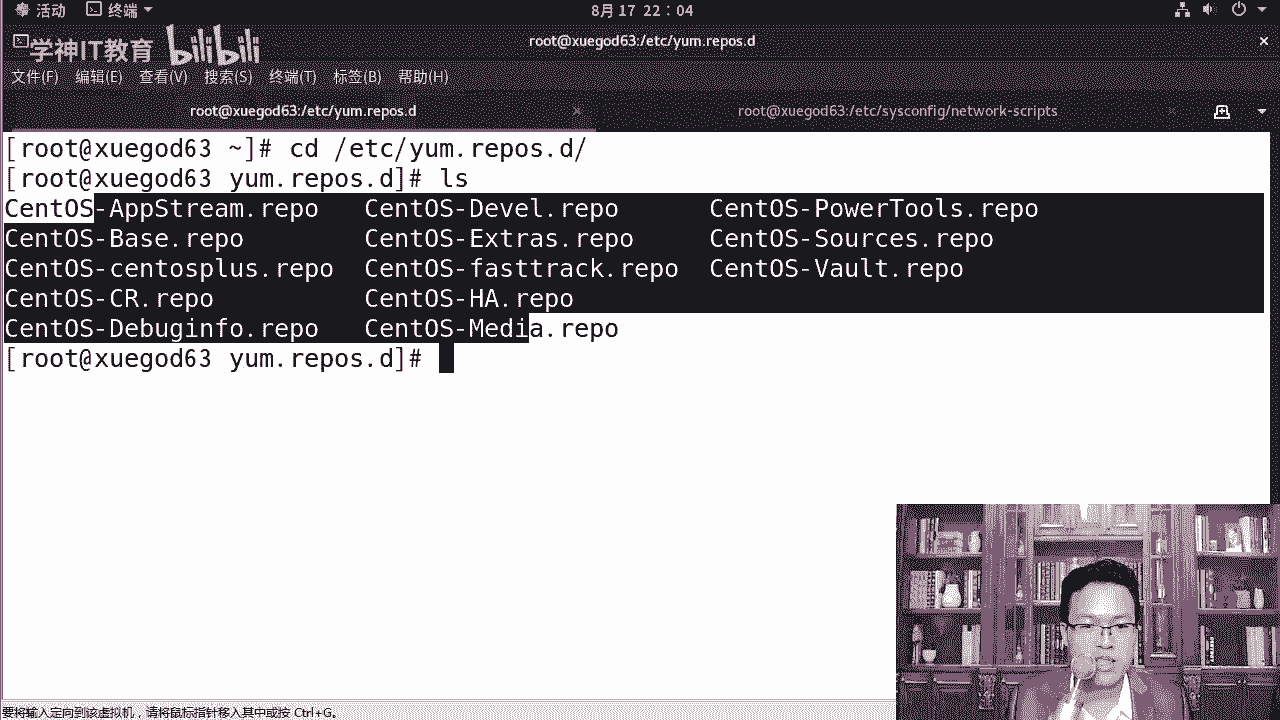 活动 终端 8月 17 22：04
学神IT教育 bilibili
root@xuegod63:/etc/yum.repos.d
文件(F) 编辑(E) 查看(V) 搜索(S) 终端(T) 标签(B) 帮助(H)
root@xuegod63:/etc/yum.repos.d root@xuegod63:/etc/sysconfig/network-scripts
[root@xuegod63 ~]# cd /etc/yum.repos.d/
[root@xuegod63 yum.repos.d]# ls
CentOS-AppStream.repo CentOS-Devel.repo CentOS-PowerTools.repo
CentOS-Base.repo CentOS-Extras.repo CentOS-Sources.repo
CentOS-centosplus.repo CentOS-fasttrack.repo CentOS-Vault.repo
CentOS-CR.repo CentOS-HA.repo
CentOS-Debuginfo.repo CentOS-Media.repo
[root@xuegod63 yum.repos.d]#
要将输入定向到该虚拟机，请将鼠标指针移入其中或按 Ctrl+G。